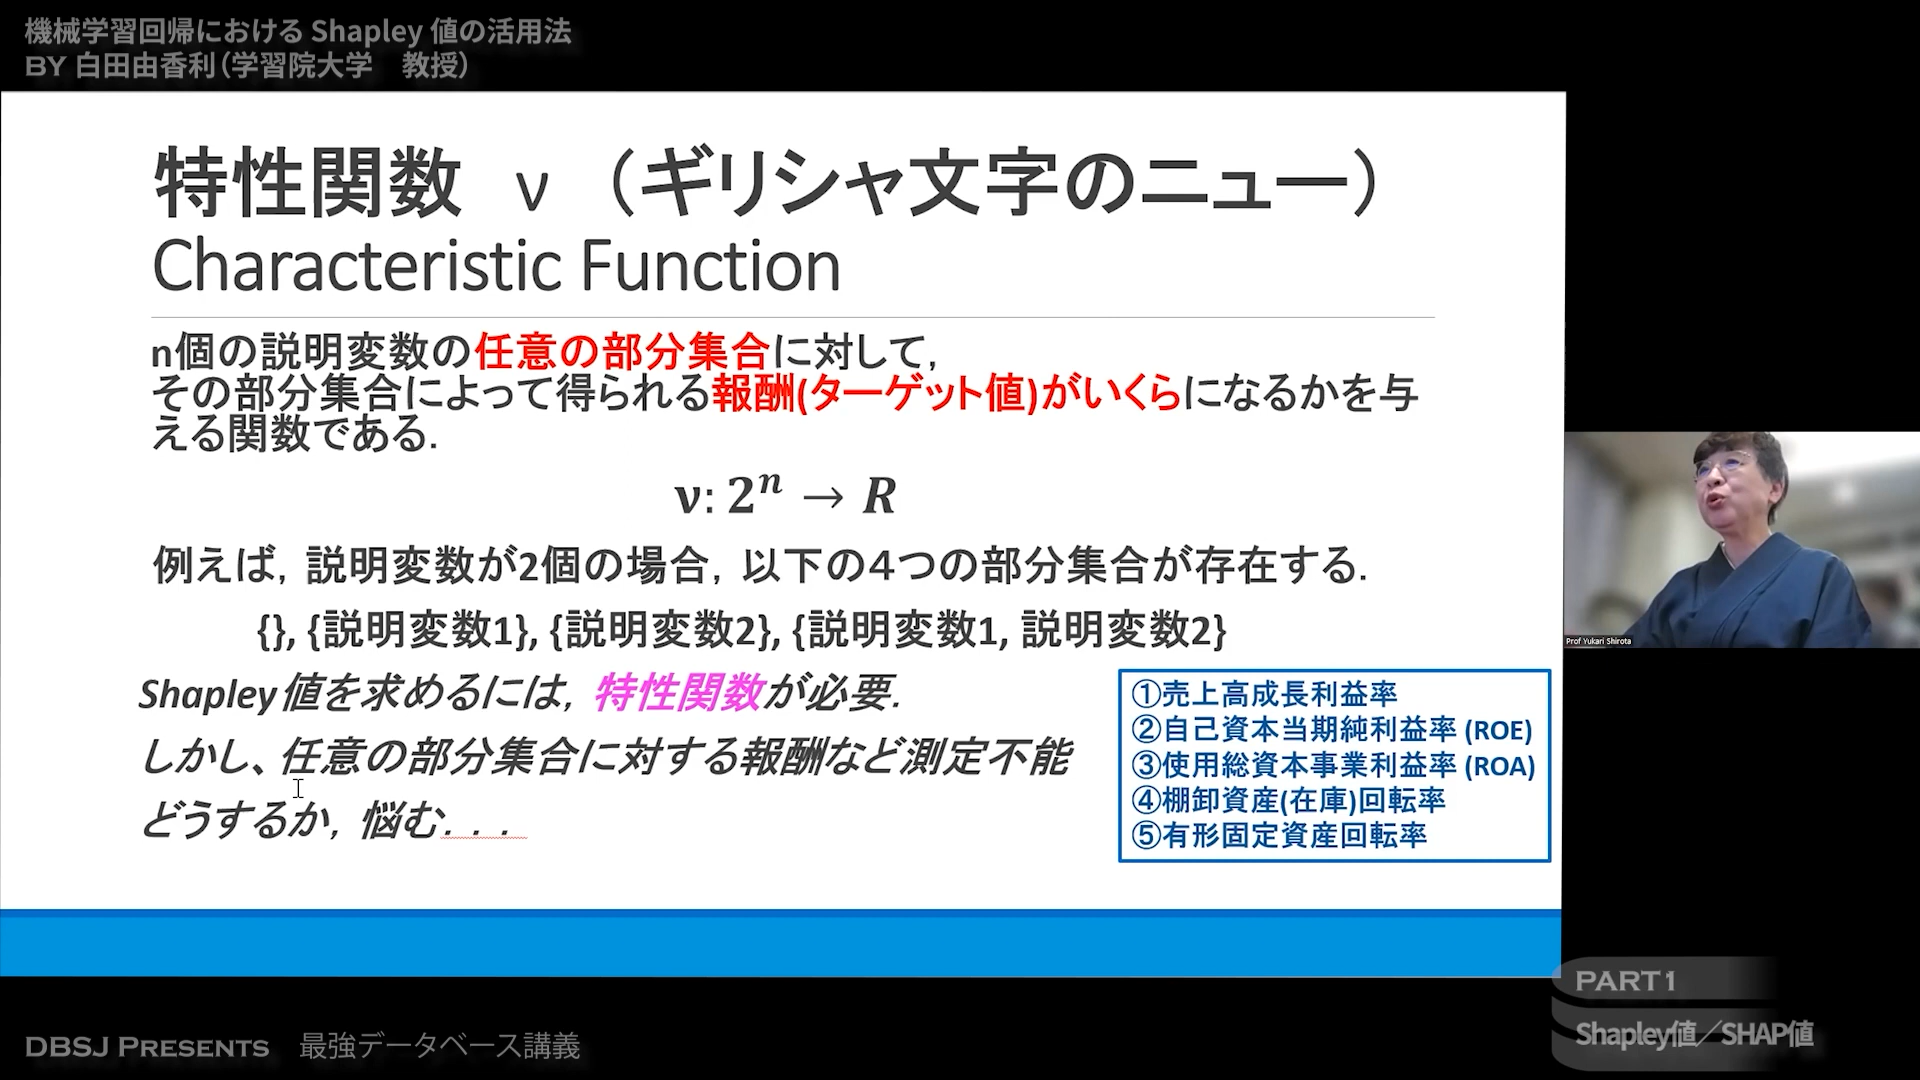 機械学習回帰における Shapley 値の活用法
BY 白田由香利（学習院大学　教授）
特性関数　ν　（ギリシャ文字のニュー）
Characteristic Function
n個の説明変数の任意の部分集合に対して,
その部分集合によって得られる報酬(ターゲット値)がいくらになるかを与
える関数である.
ν: 2ⁿ → R
例えば, 説明変数が2個の場合, 以下の４つの部分集合が存在する.
{}, {説明変数1}, {説明変数2}, {説明変数1, 説明変数2}
Shapley値を求めるには, 特性関数が必要.
しかし、任意の部分集合に対する報酬など測定不能
どうするか, 悩む. . .
①売上高成長利益率
②自己資本当期純利益率 (ROE)
③使用総資本事業利益率 (ROA)
④棚卸資産(在庫)回転率
⑤有形固定資産回転率
Prof Yukari Shirota
PART1
Shapley値／SHAP値
DBSJ PRESENTS　最強データベース講義